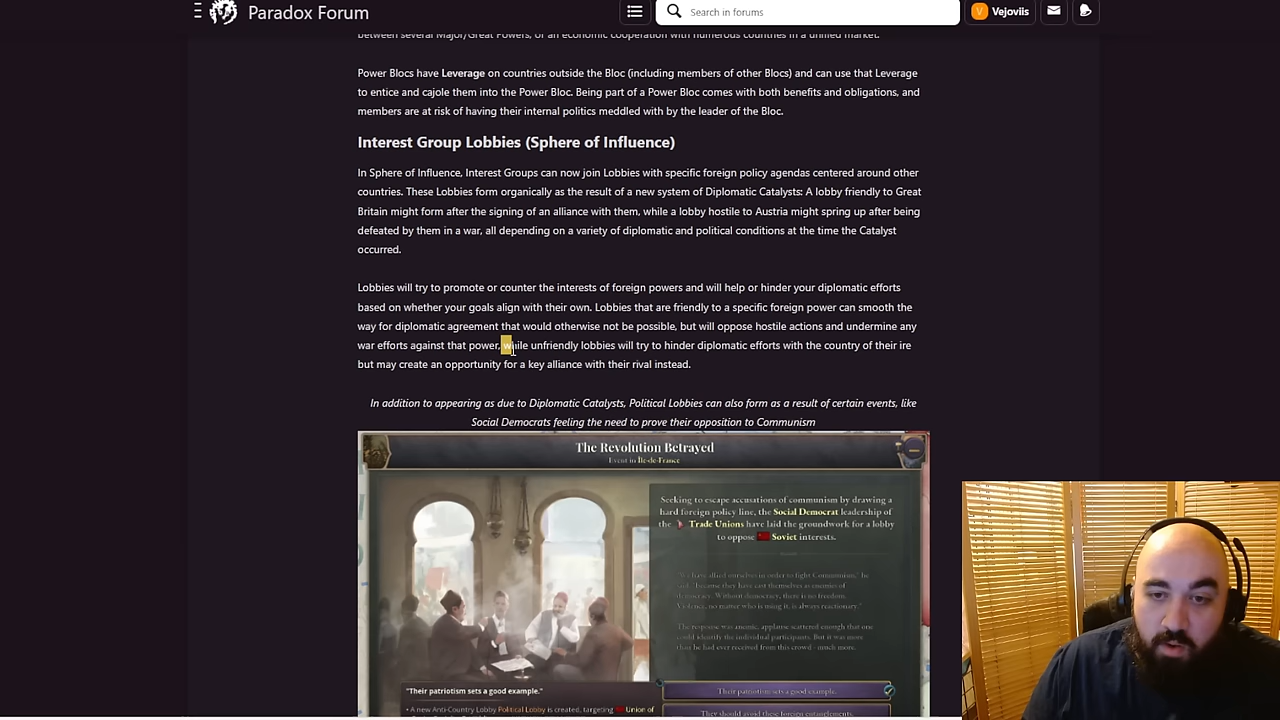 Paradox Forum
Search in forums
V Vejoviis
between several Major/Great Powers, or an economic cooperation with numerous countries in a unified market.
Power Blocs have Leverage on countries outside the Bloc (including members of other Blocs) and can use that Leverage
to entice and cajole them into the Power Bloc. Being part of a Power Bloc comes with both benefits and obligations, and
members are at risk of having their internal politics meddled with by the leader of the Bloc.
Interest Group Lobbies (Sphere of Influence)
In Sphere of Influence, Interest Groups can now join Lobbies with specific foreign policy agendas centered around other
countries. These Lobbies form organically as the result of a new system of Diplomatic Catalysts: A lobby friendly to Great
Britain might form after the signing of an alliance with them, while a lobby hostile to Austria might spring up after being
defeated by them in a war, all depending on a variety of diplomatic and political conditions at the time the Catalyst
occurred.
Lobbies will try to promote or counter the interests of foreign powers and will help or hinder your diplomatic efforts
based on whether your goals align with their own. Lobbies that are friendly to a specific foreign power can smooth the
way for diplomatic agreement that would otherwise not be possible, but will oppose hostile actions and undermine any
war efforts against that power, while unfriendly lobbies will try to hinder diplomatic efforts with the country of their ire
but may create an opportunity for a key alliance with their rival instead.
In addition to appearing as due to Diplomatic Catalysts, Political Lobbies can also form as a result of certain events, like
Social Democrats feeling the need to prove their opposition to Communism
The Revolution Betrayed
Event in Île-de-France
Seeking to escape accusations of communism by drawing a
hard foreign policy line, the Social Democrat leadership of
the Trade Unions have laid the groundwork for a lobby
to oppose Soviet interests.
"We have allied ourselves in order to fight Communism," he
said, "because they have cast themselves as enemies of
democracy. Without democracy, there is no freedom.
Violence, no matter who is using it, is always reactionary."
The response was anemic, applause scattered enough that one
could identify the individual participants. But it was more
than he had ever received from this crowd - much more.
"Their patriotism sets a good example."
• A new Anti-Country Lobby Political Lobby is created, targeting Union of
Their patriotism sets a good example.
They should avoid these foreign entanglements.